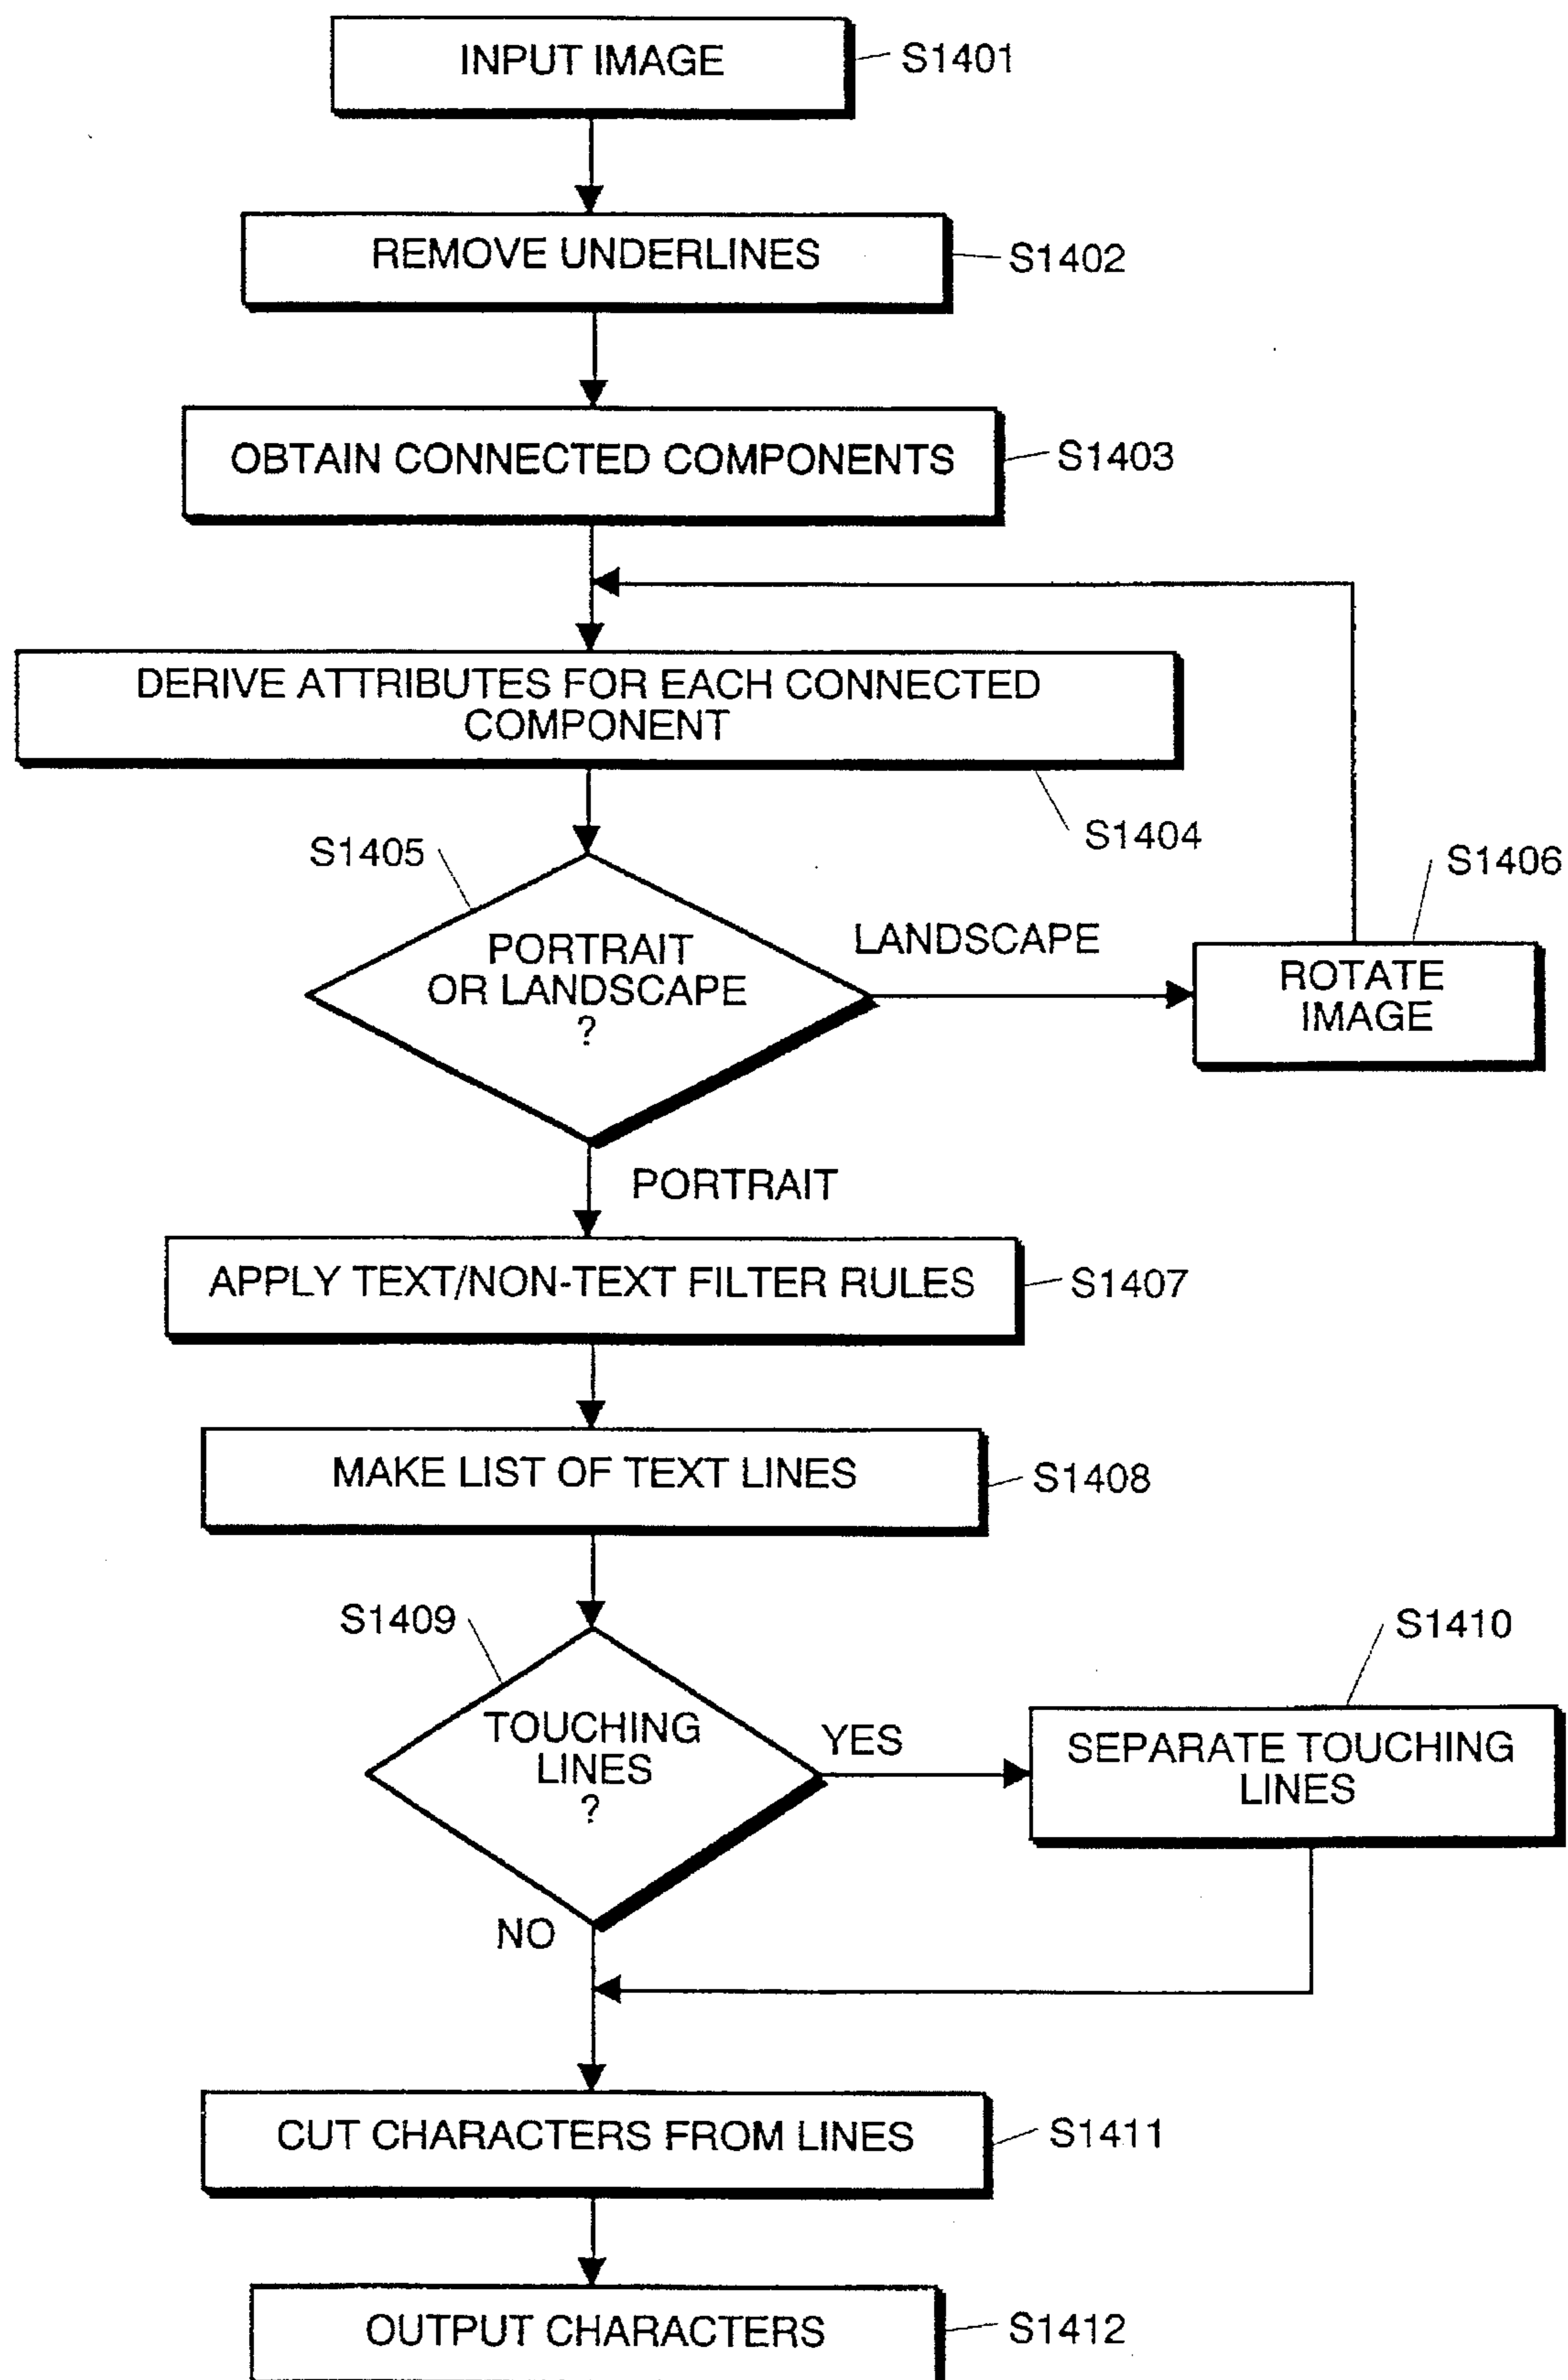 INPUT IMAGE
S1401
REMOVE UNDERLINES
S1402
OBTAIN CONNECTED COMPONENTS
S1403
DERIVE ATTRIBUTES FOR EACH CONNECTED
COMPONENT
S1404
S1405
PORTRAIT
OR LANDSCAPE
?
LANDSCAPE
S1406
ROTATE
IMAGE
PORTRAIT
APPLY TEXT/NON-TEXT FILTER RULES
S1407
MAKE LIST OF TEXT LINES
S1408
S1409
TOUCHING
LINES
?
YES
S1410
SEPARATE TOUCHING
LINES
NO
CUT CHARACTERS FROM LINES
S1411
OUTPUT CHARACTERS
S1412